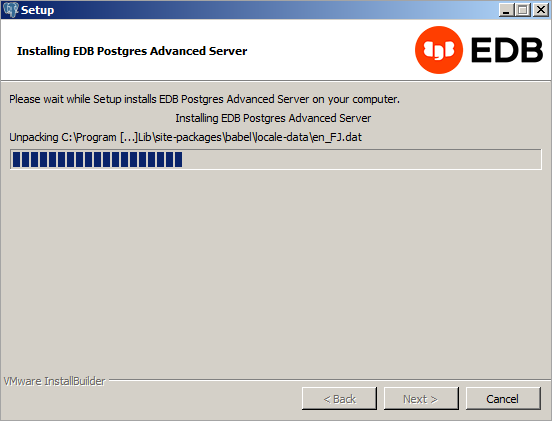 Setup
Installing EDB Postgres Advanced Server
EDB
Please wait while Setup installs EDB Postgres Advanced Server on your computer.
Installing EDB Postgres Advanced Server
Unpacking C:\Program [...]Lib\site-packages\babel\locale-data\en_FJ.dat
VMware InstallBuilder
< Back
Next >
Cancel